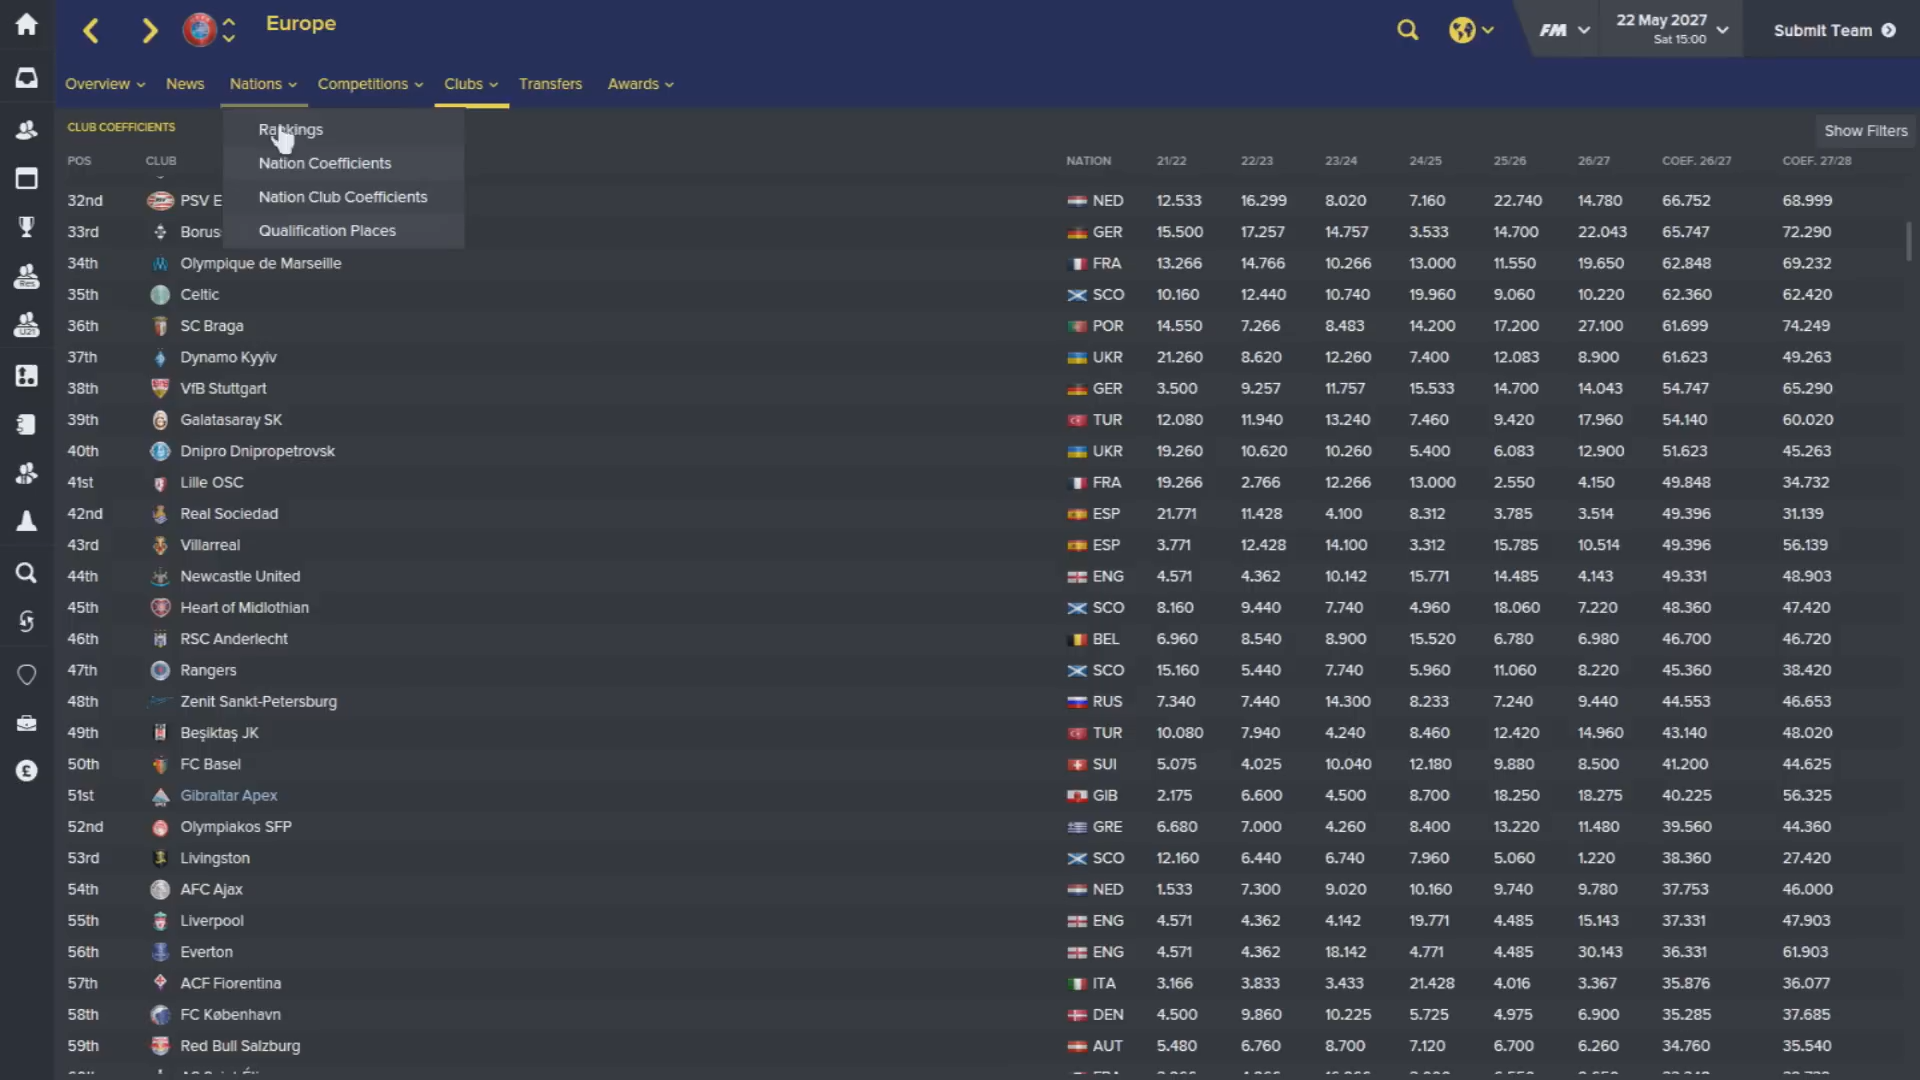 Europe
FM
22 May 2027
Sat 15:00
Submit Team
Overview News Nations Competitions Clubs Transfers Awards
CLUB COEFFICIENTS
Rankings
Show Filters
POS CLUB NATION 21/22 22/23 23/24 24/25 25/26 26/27 COEF. 26/27 COEF. 27/28
Nation Coefficients
Nation Club Coefficients
Qualification Places
32nd PSV E NED 12.533 16.299 8.020 7.160 22.740 14.780 66.752 68.999
33rd Borus GER 15.500 17.257 14.757 3.533 14.700 22.043 65.747 72.290
34th Olympique de Marseille FRA 13.266 14.766 10.266 13.000 11.550 19.650 62.848 69.232
35th Celtic SCO 10.160 12.440 10.740 19.960 9.060 10.220 62.360 62.420
36th SC Braga POR 14.550 7.266 8.483 14.200 17.200 27.100 61.699 74.249
37th Dynamo Kyyiv UKR 21.260 8.620 12.260 7.400 12.083 8.900 61.623 49.263
38th VfB Stuttgart GER 3.500 9.257 11.757 15.533 14.700 14.043 54.747 65.290
39th Galatasaray SK TUR 12.080 11.940 13.240 7.460 9.420 17.960 54.140 60.020
40th Dnipro Dnipropetrovsk UKR 19.260 10.620 10.260 5.400 6.083 12.900 51.623 45.263
41st Lille OSC FRA 19.266 2.766 12.266 13.000 2.550 4.150 49.848 34.732
42nd Real Sociedad ESP 21.771 11.428 4.100 8.312 3.785 3.514 49.396 31.139
43rd Villarreal ESP 3.771 12.428 14.100 3.312 15.785 10.514 49.396 56.139
44th Newcastle United ENG 4.571 4.362 10.142 15.771 14.485 4.143 49.331 48.903
45th Heart of Midlothian SCO 8.160 9.440 7.740 4.960 18.060 7.220 48.360 47.420
46th RSC Anderlecht BEL 6.960 8.540 8.900 15.520 6.780 6.980 46.700 46.720
47th Rangers SCO 15.160 5.440 7.740 5.960 11.060 8.220 45.360 38.420
48th Zenit Sankt-Petersburg RUS 7.340 7.440 14.300 8.233 7.240 9.440 44.553 46.653
49th Beşiktaş JK TUR 10.080 7.940 4.240 8.460 12.420 14.960 43.140 48.020
50th FC Basel SUI 5.075 4.025 10.040 12.180 9.880 8.500 41.200 44.625
51st Gibraltar Apex GIB 2.175 6.600 4.500 8.700 18.250 18.275 40.225 56.325
52nd Olympiakos SFP GRE 6.680 7.000 4.260 8.400 13.220 11.480 39.560 44.360
53rd Livingston SCO 12.160 6.440 6.740 7.960 5.060 1.220 38.360 27.420
54th AFC Ajax NED 1.533 7.300 9.020 10.160 9.740 9.780 37.753 46.000
55th Liverpool ENG 4.571 4.362 4.142 19.771 4.485 15.143 37.331 47.903
56th Everton ENG 4.571 4.362 18.142 4.771 4.485 30.143 36.331 61.903
57th ACF Fiorentina ITA 3.166 3.833 3.433 21.428 4.016 3.367 35.876 36.077
58th FC København DEN 4.500 9.860 10.225 5.725 4.975 6.900 35.285 37.685
59th Red Bull Salzburg AUT 5.480 6.760 8.700 7.120 6.700 6.260 34.760 35.540